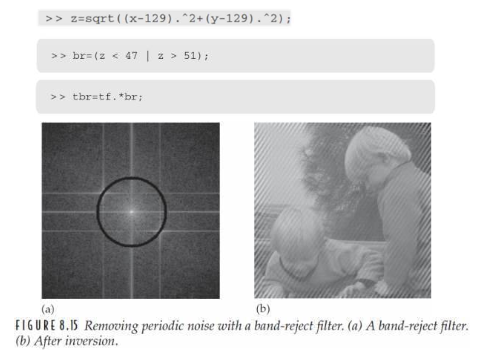 >> z=sqrt((x-129).^2+(y-129).^2);
>> br=(z < 47 | z > 51);
>> tbr=tf.*br;
(a)
(b)
FIGURE 8.15 Removing periodic noise with a band-reject filter. (a) A band-reject filter.
(b) After inversion.